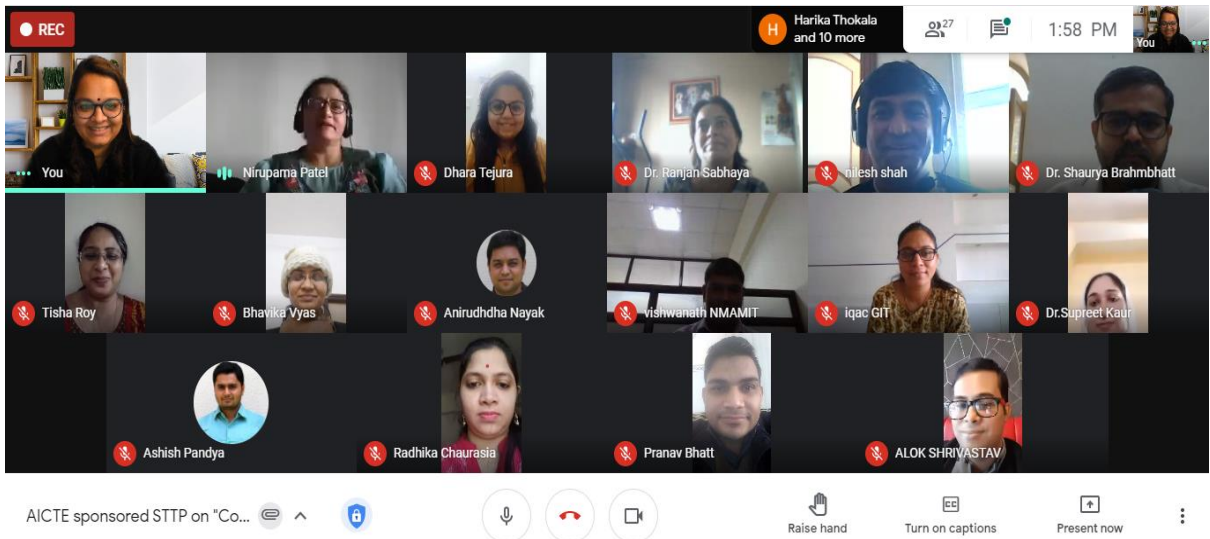 REC
H
Harika Thokala
and 10 more
27
1:58 PM
You
You
Nirupama Patel
Dhara Tejura
Dr. Ranjan Sabhaya
nilesh shah
Dr. Shaurya Brahmbhatt
Tisha Roy
Bhavika Vyas
Anirudhdha Nayak
vishwanath NMAMIT
iqac GIT
Dr.Supreet Kaur
Ashish Pandya
Radhika Chaurasia
Pranav Bhatt
ALOK SHRIVASTAV
AICTE sponsored STTP on "Co...
Raise hand
CC
Turn on captions
Present now